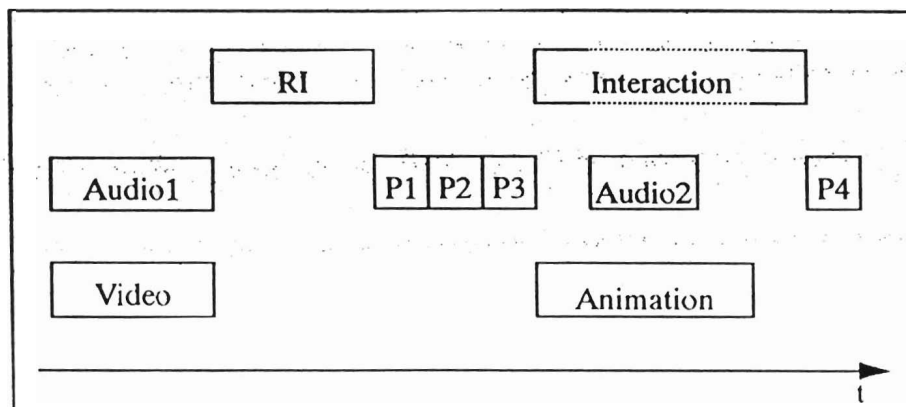 RI Interaction
Audio1 P1 P2 P3 Audio2 P4
Video Animation
t